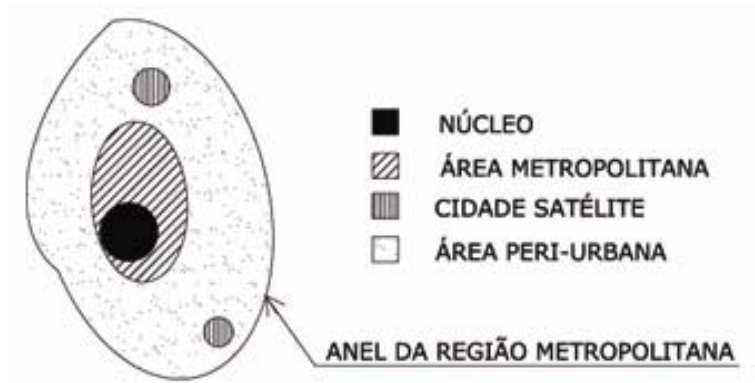 NÚCLEO
ÁREA METROPOLITANA
CIDADE SATÉLITE
ÁREA PERI-URBANA
ANEL DA REGIÃO METROPOLITANA